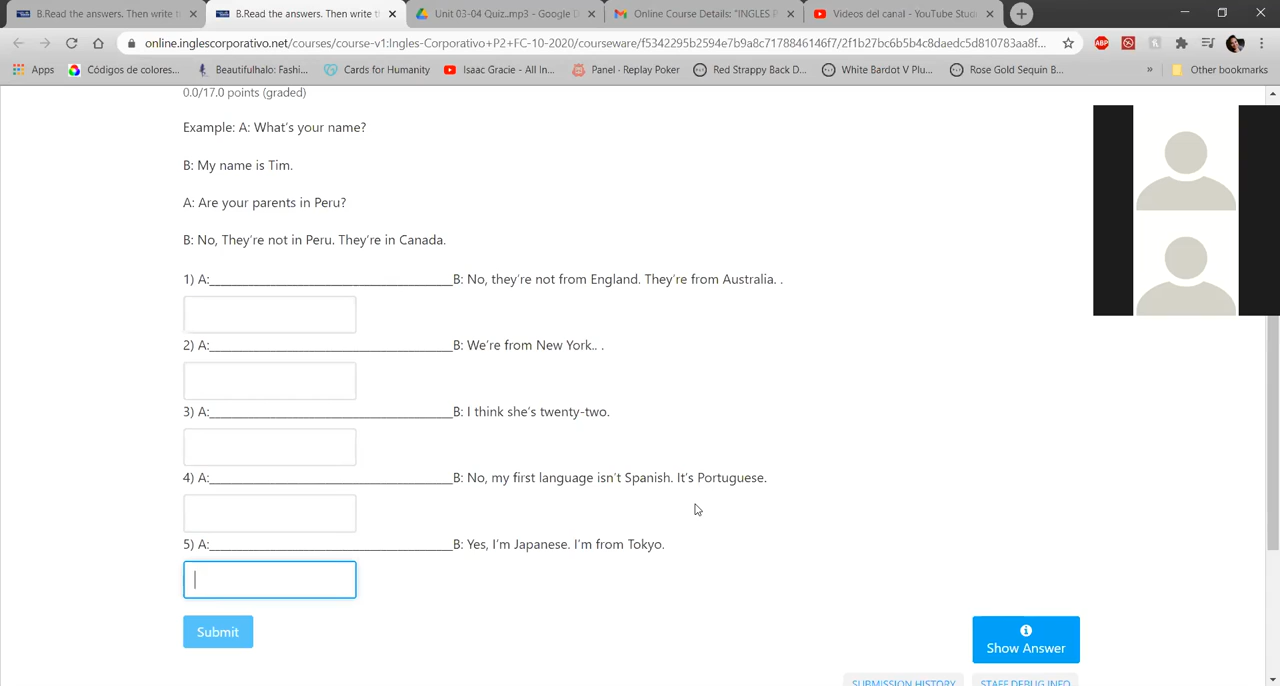 B.Read the answers. Then write t
B.Read the answers. Then write t
Unit 03-04 Quiz..mp3 - Google D
Online Course Details: "INGLES P
Videos del canal - YouTube Stu
online.inglescorporativo.net/courses/course-v1:Ingles-Corporativo+P2+FC-10-2020/courseware/f5342295b2594e7b9a8c7178846146f7/2f1b27bc6b5b4c8daedc5d810783aa8f...
ABP
Apps
Códigos de colores...
Beautifulhalo: Fashi...
Cards for Humanity
Isaac Gracie - All In...
Panel · Replay Poker
Red Strappy Back D...
White Bardot V Plu...
Rose Gold Sequin B...
»
Other bookmarks
0.0/17.0 points (graded)
Example: A: What's your name?
B: My name is Tim.
A: Are your parents in Peru?
B: No, They're not in Peru. They're in Canada.
1) A:______________________________B: No, they're not from England. They're from Australia. .
2) A:______________________________B: We're from New York.. .
3) A:______________________________B: I think she's twenty-two.
4) A:______________________________B: No, my first language isn't Spanish. It's Portuguese.
5) A:______________________________B: Yes, I'm Japanese. I'm from Tokyo.
Submit
Show Answer
SUBMISSION HISTORY
STAFF DEBUG INFO